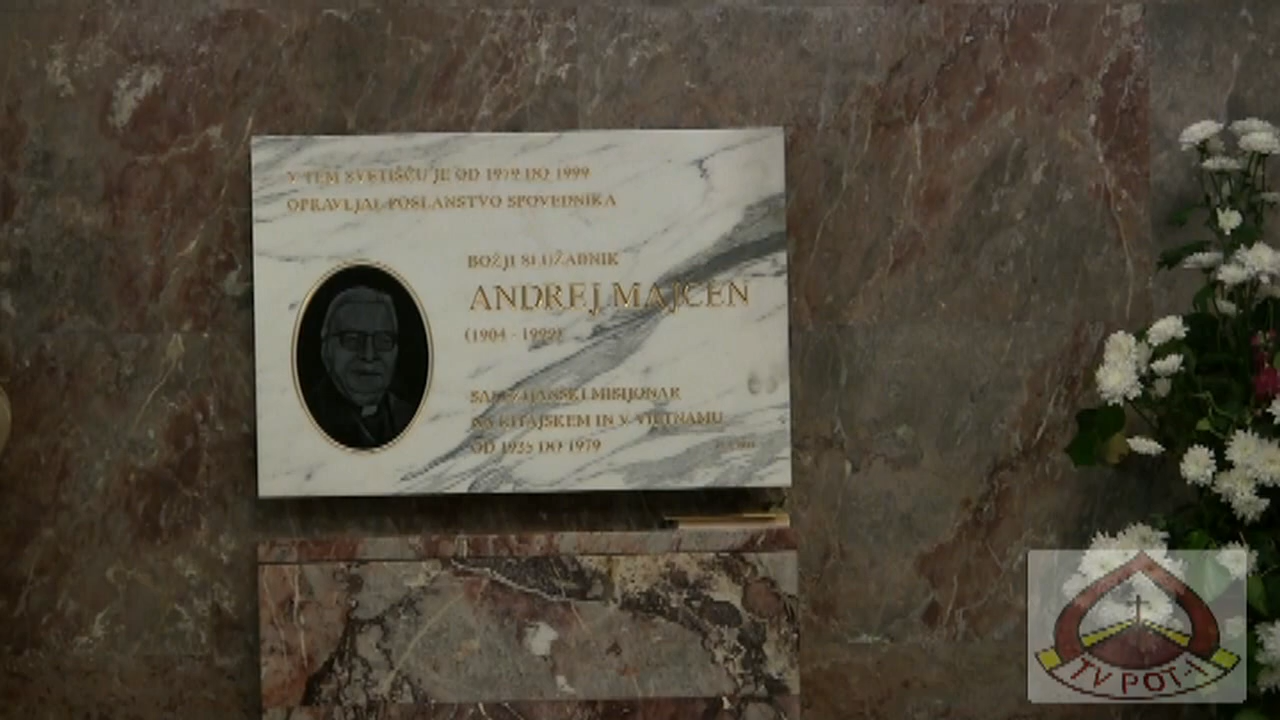 V TEM SVETIŠČU JE OD 1979 DO 1999
OPRAVLJAL POSLANSTVO SPOVEDNIKA
BOŽJI SLUŽABNIK
ANDREJ MAJCEN
(1904 - 1999)
SALEZIJANSKI MISIJONAR
NA KITAJSKEM IN V VIETNAMU
OD 1935 DO 1979
TV POT-1